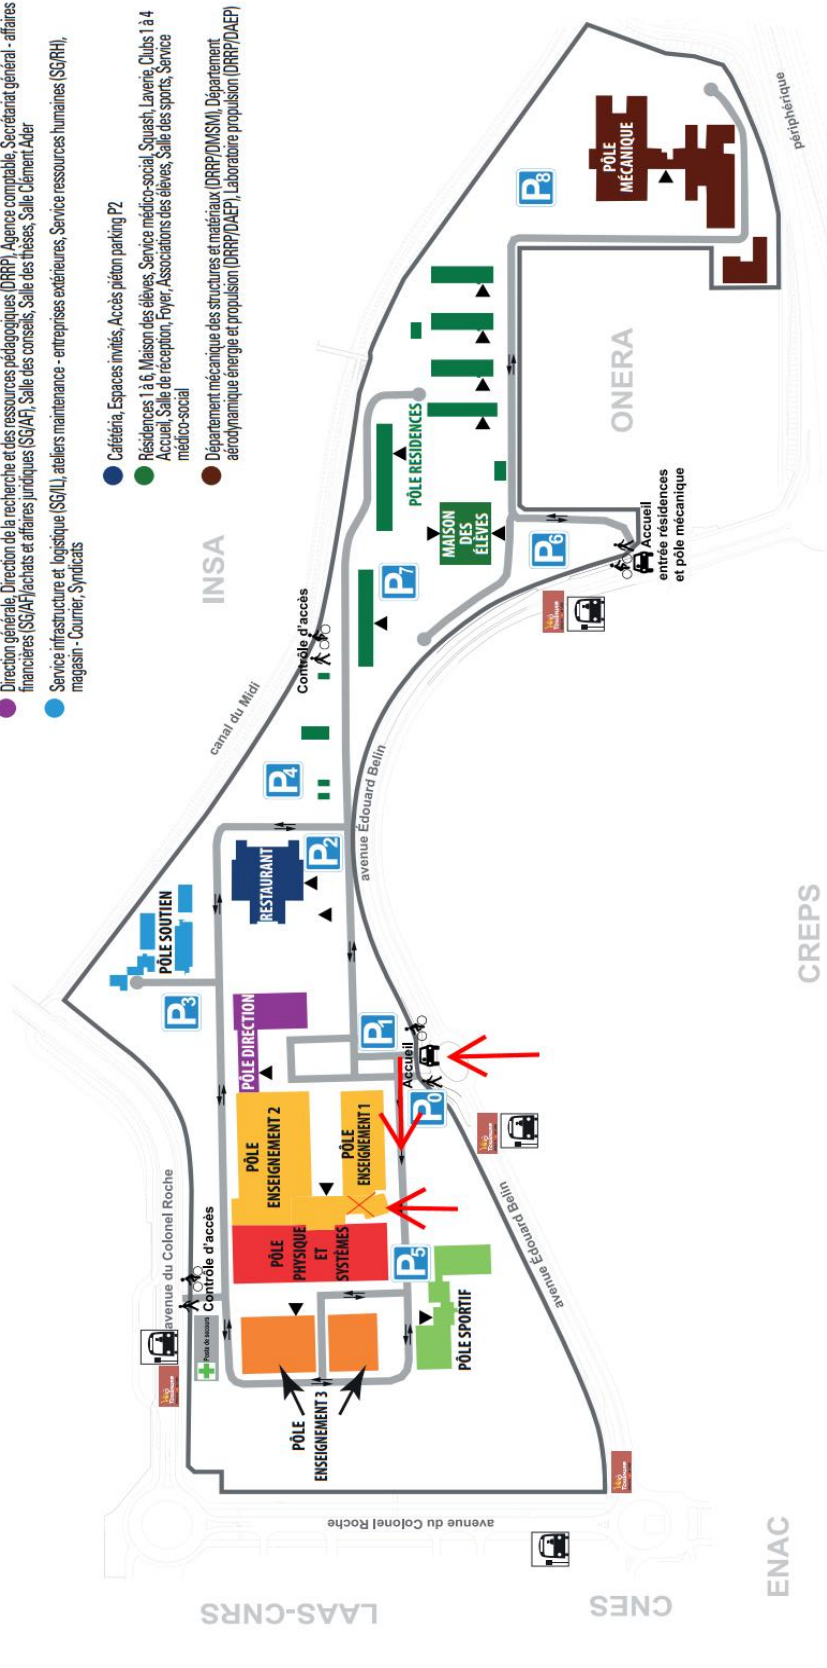 Direction générale, Direction de la recherche et des ressources pédagogiques (DRRP), Agence comptable, Secrétariat général - affaires
financières (SG/AF)/achats et affaires juridiques (SG/AF), Salle des conseils, Salle des thèses, Salle Clément Ader
Service infrastructure et logistique (SG/IL), ateliers maintenance - entreprises extérieures, Service ressources humaines (SG/RH),
magasin - Courrier, Syndicats
Cafétéria, Espaces invités, Accès piéton parking P2
Résidences 1 à 6, Maison des élèves, Service médico-social, Squash, Laverie, Clubs 1 à 4
Accueil, Salle de réception, Foyer, Associations des élèves, Salle des sports, Service
médico-social
Département mécanique des structures et matériaux (DRRP/DMSM), Département
aérodynamique énergie et propulsion (DRRP/DAEP), Laboratoire propulsion (DRRP/DAEP)
LAAS-CNRS
INSA
avenue du Colonel Roche
Contrôle d'accès
Poste de secours
canal du Midi
P3
PÔLE SOUTIEN
P4
Contrôle d'accès
PÔLE
ENSEIGNEMENT 3
PÔLE
PHYSIQUE
ET
SYSTÈMES
PÔLE
ENSEIGNEMENT 2
PÔLE DIRECTION
RESTAURANT
P2
PÔLE
ENSEIGNEMENT 1
P1
P7
PÔLE RESIDENCES
P8
PÔLE
MÉCANIQUE
périphérique
avenue du Colonel Roche
PÔLE SPORTIF
P5
P0
Accueil
avenue Édouard Belin
MAISON
DES
ÉLÈVES
P6
Accueil
entrée résidences
et pôle mécanique
ONERA
avenue Édouard Belin
CNES
ENAC
CREPS